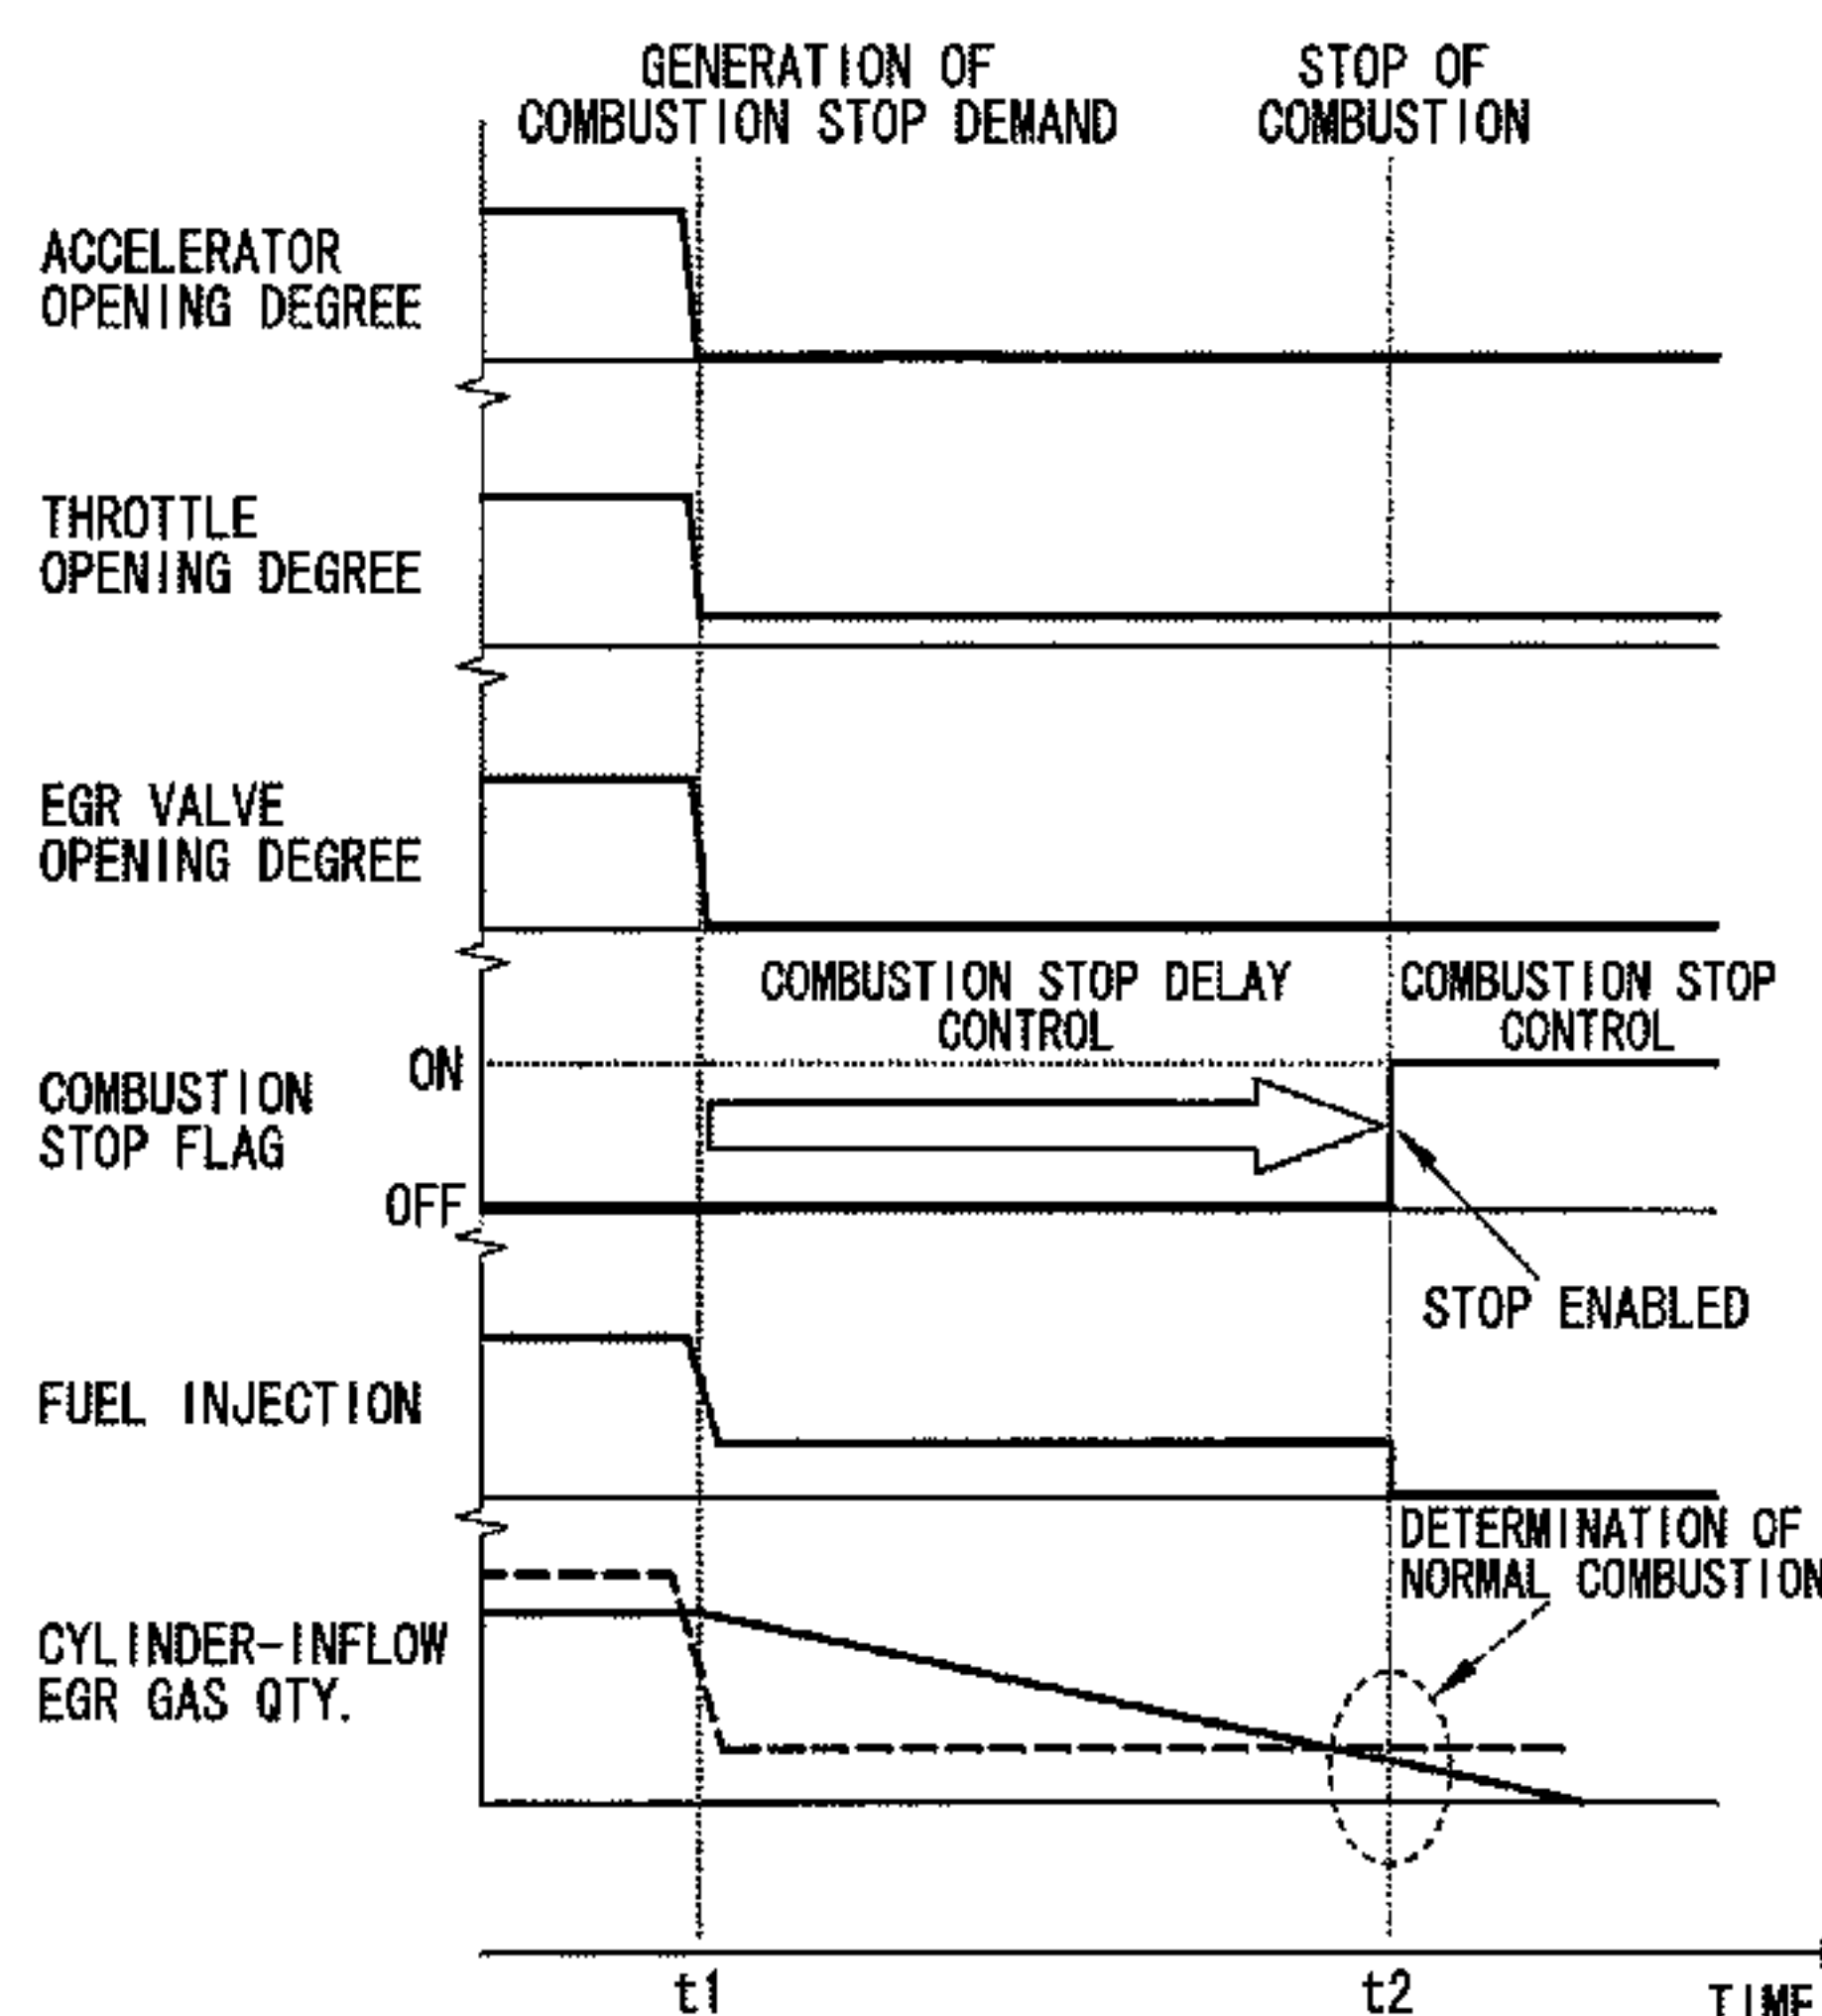 GENERATION OF
COMBUSTION STOP DEMAND
STOP OF
COMBUSTION
ACCELERATOR
OPENING DEGREE
THROTTLE
OPENING DEGREE
EGR VALVE
OPENING DEGREE
COMBUSTION STOP DELAY
CONTROL
COMBUSTION STOP
CONTROL
ON
COMBUSTION
STOP FLAG
OFF
STOP ENABLED
FUEL INJECTION
DETERMINATION OF
NORMAL COMBUSTION
CYLINDER-INFLOW
EGR GAS QTY.
t1
t2
TIME